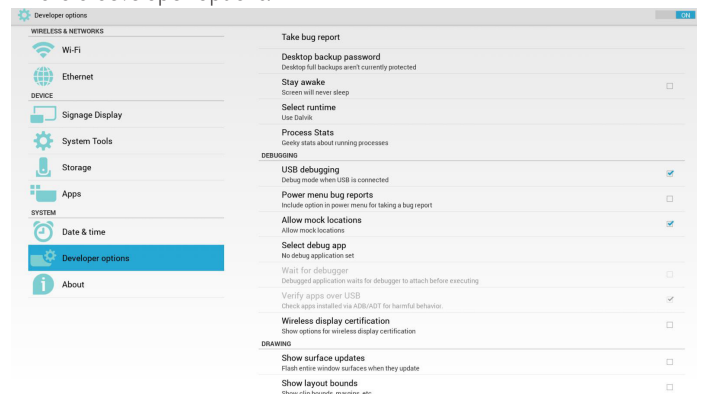 Developer options
ON
WIRELESS & NETWORKS
Wi-Fi
Ethernet
DEVICE
Signage Display
System Tools
Storage
Apps
SYSTEM
Date & time
Developer options
About
Take bug report
Desktop backup password
Desktop full backups aren't currently protected
Stay awake
Screen will never sleep
Select runtime
Use Dalvik
Process Stats
Geeky stats about running processes
DEBUGGING
USB debugging
Debug mode when USB is connected
Power menu bug reports
Include option in power menu for taking a bug report
Allow mock locations
Allow mock locations
Select debug app
No debug application set
Wait for debugger
Debugged application waits for debugger to attach before executing
Verify apps over USB
Check apps installed via ADB/ADT for harmful behavior.
Wireless display certification
Show options for wireless display certification
DRAWING
Show surface updates
Flash entire window surfaces when they update
Show layout bounds
Show clip bounds, margins, etc.